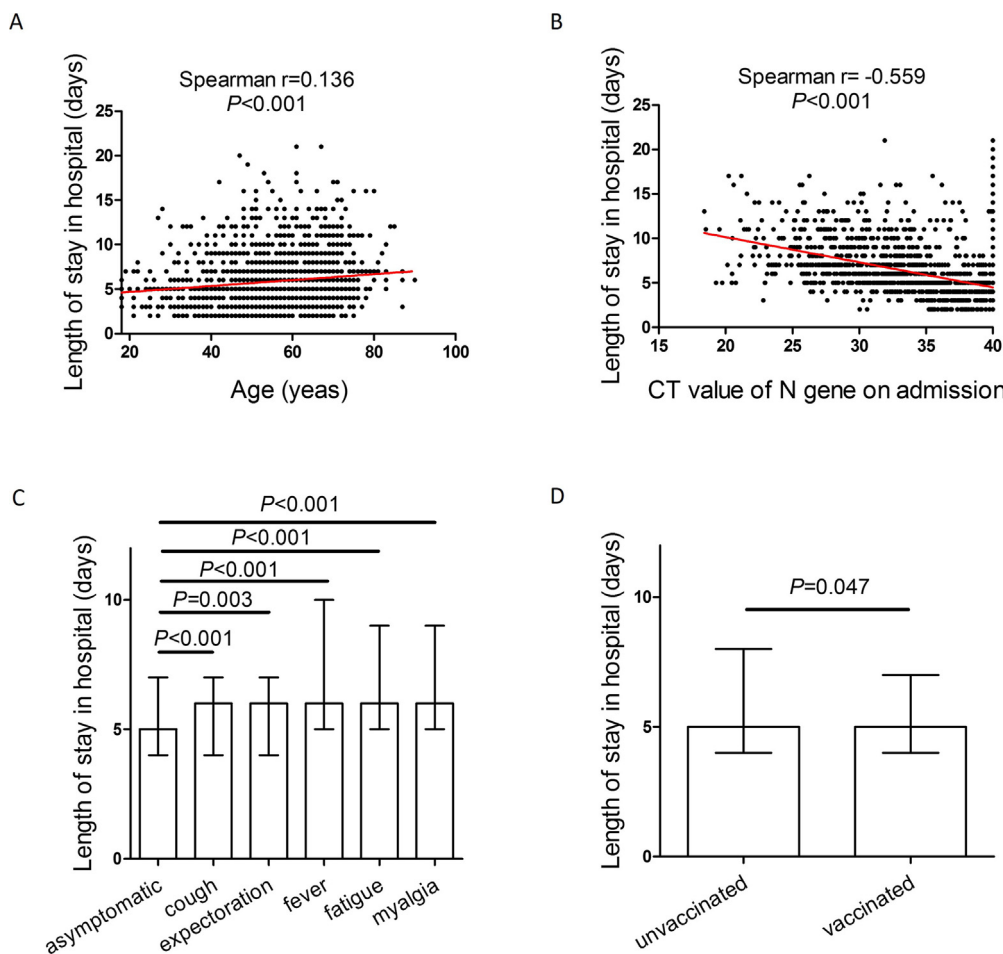 A
Spearman r=0.136
P<0.001
Length of stay in hospital (days)
25
20
15
10
5
0
20 40 60 80 100
Age (yeas)
B
Spearman r= -0.559
P<0.001
Length of stay in hospital (days)
25
20
15
10
5
0
15 20 25 30 35 40
CT value of N gene on admission
C
P<0.001
P<0.001
P<0.001
P=0.003
P<0.001
Length of stay in hospital (days)
10
5
0
asymptomatic
cough
expectoration
fever
fatigue
myalgia
D
P=0.047
Length of stay in hospital (days)
10
5
0
unvaccinated
vaccinated